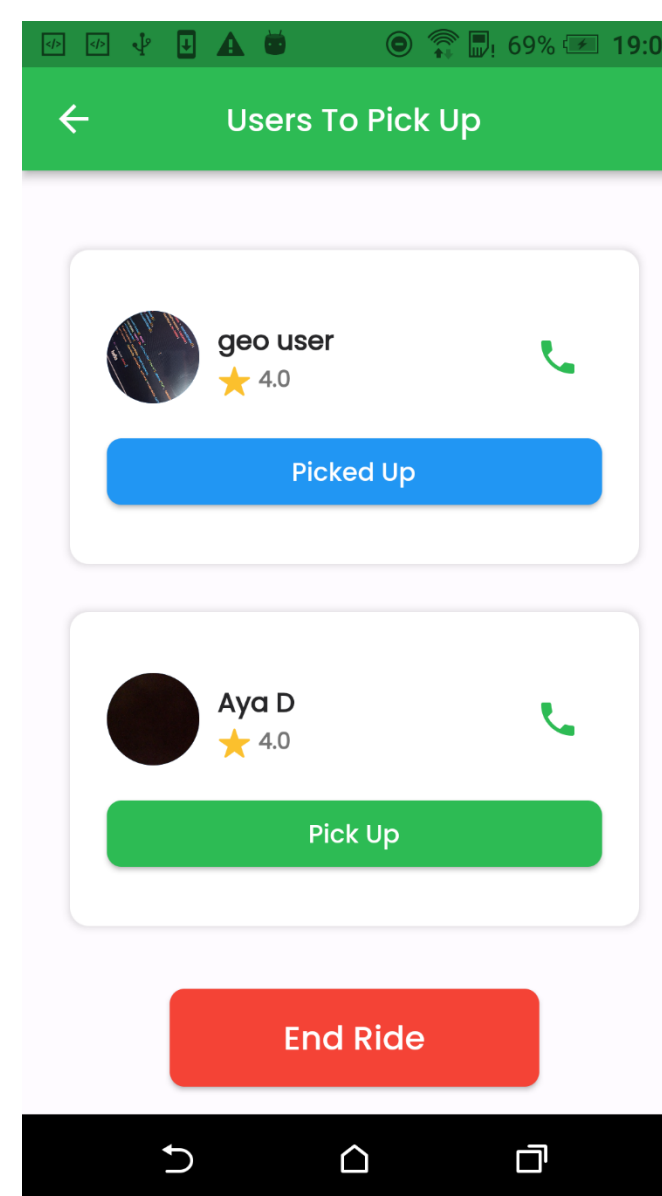 69% 19:0
Users To Pick Up
geo user
4.0
Picked Up
Aya D
4.0
Pick Up
End Ride